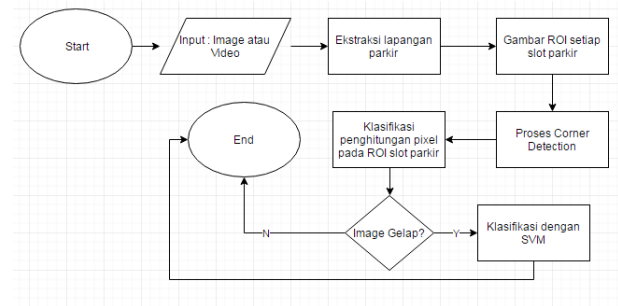 Start
Input : Image atau
Video
Ekstraksi lapangan
parkir
Gambar ROI setiap
slot parkir
Proses Corner
Detection
Klasifikasi
penghitungan pixel
pada ROI slot parkir
End
Image Gelap?
N
Y
Klasifikasi dengan
SVM